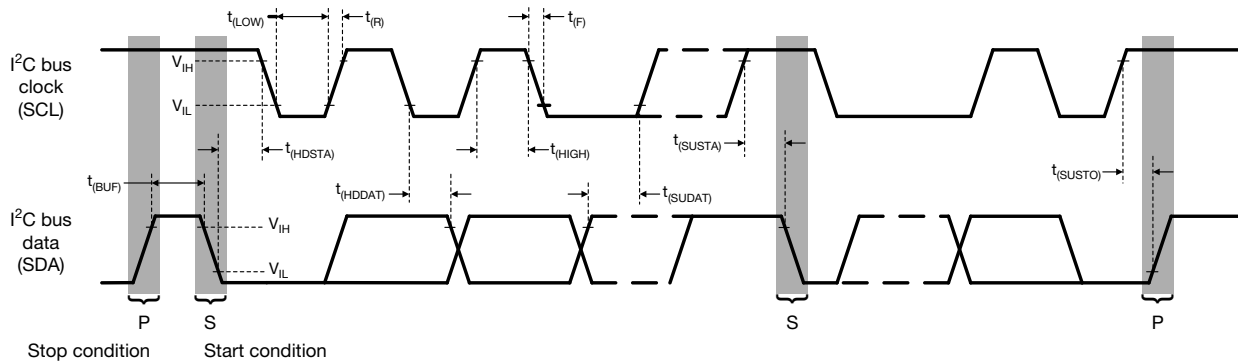 t(LOW)
t(R)
t(F)
I²C bus
clock
(SCL)
VIH
VIL
t(HDSTA)
t(HIGH)
t(SUSTA)
t(SUSTO)
t(BUF)
t(HDDAT)
t(SUDAT)
I²C bus
data
(SDA)
VIH
VIL
P
S
S
P
Stop condition
Start condition